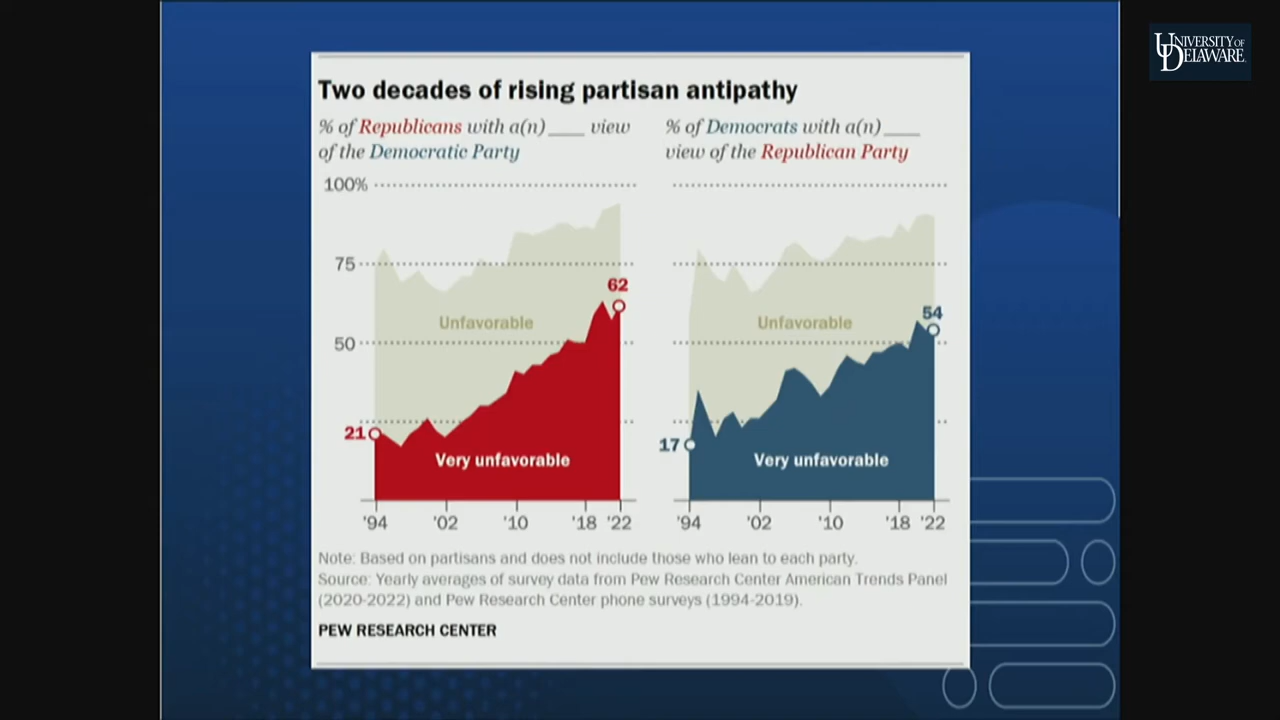 UNIVERSITY OF
DELAWARE
Two decades of rising partisan antipathy
% of Republicans with a(n) ____ view
of the Democratic Party
% of Democrats with a(n) ____
view of the Republican Party
100%
75
50
62
54
Unfavorable
Unfavorable
21
17
Very unfavorable
Very unfavorable
'94 '02 '10 '18 '22
'94 '02 '10 '18 '22
Note: Based on partisans and does not include those who lean to each party.
Source: Yearly averages of survey data from Pew Research Center American Trends Panel
(2020-2022) and Pew Research Center phone surveys (1994-2019).
PEW RESEARCH CENTER